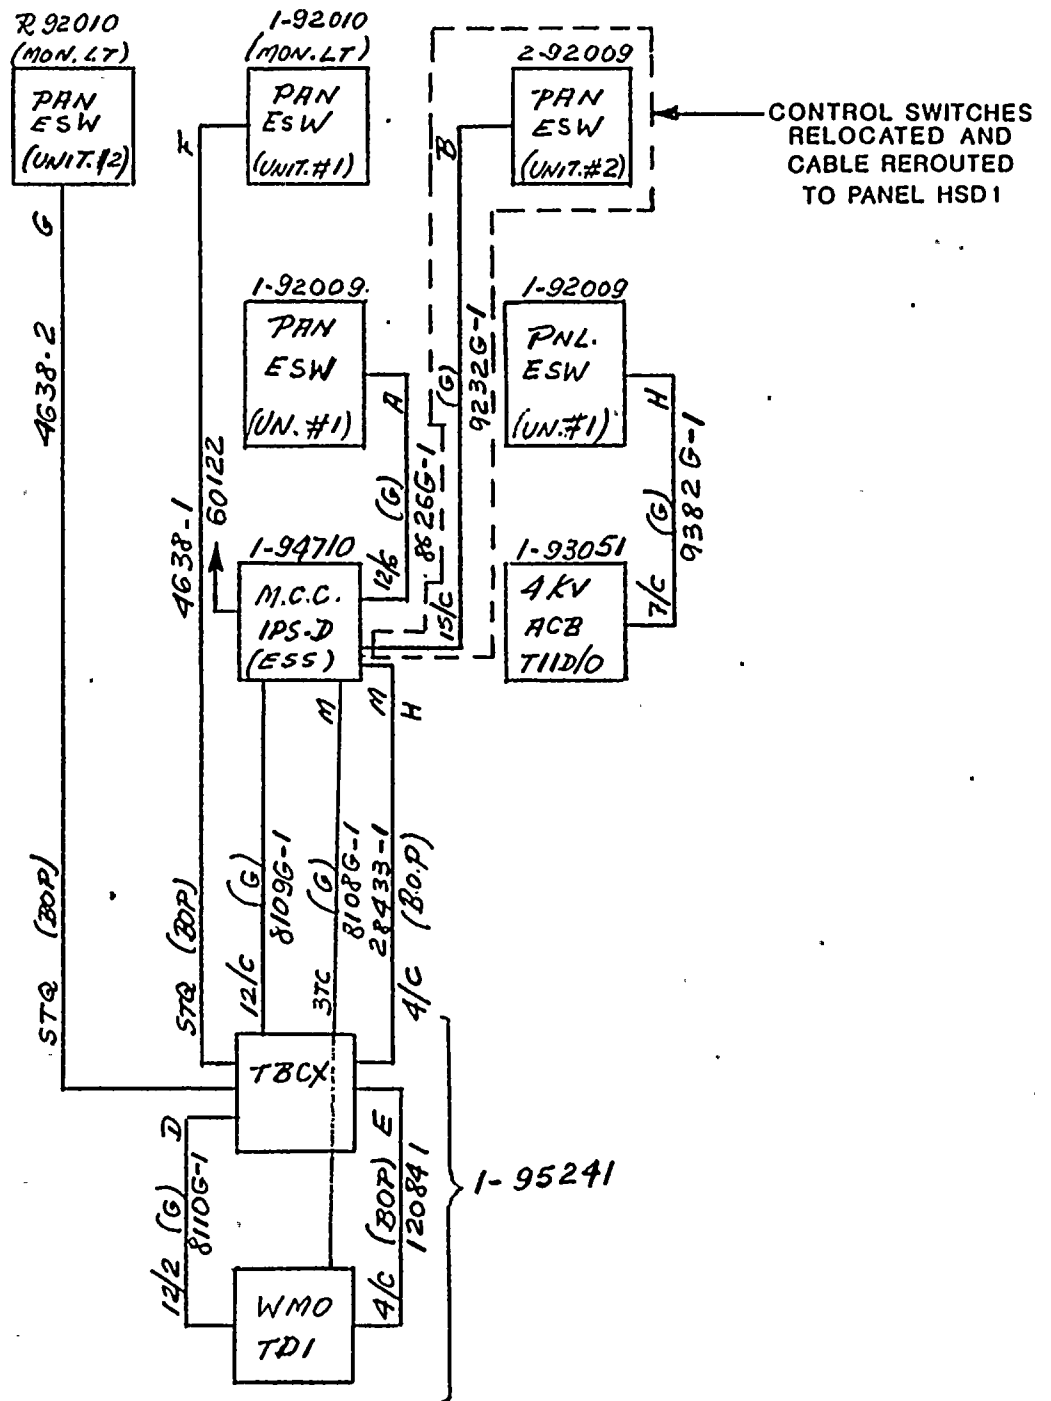 R 92010
(MON. LT)
PAN
ESW
(UNIT. #2)
1-92010
(MON. LT)
PAN
ESW
(UNIT. #1)
2-92009
PAN
ESW
(UNIT. #2)
CONTROL SWITCHES
RELOCATED AND
CABLE REROUTED
TO PANEL HSD1
G
4638-2
STQ (BOP)
F
4638-1
STQ (BOP)
B
(G)
9232G-1
15/C
1-92009.
PAN
ESW
(UN. #1)
A
(G)
8626G-1
1-92009
PNL.
ESW
(UN. #1)
H
(G)
9382G-1
7/C
60122
1-94710
M.C.C.
IPS-D
(ESS)
1-93051
4KV
ACB
T11D/0
M
M
H
12/C (G)
8109G-1
3TC (G)
8108G-1
28433-1
4/C (B.O.P)
TBCX
D
12/2 (G)
8110G-1
E
4/C (BOP)
12084 1
WMO
TD1
1-95241